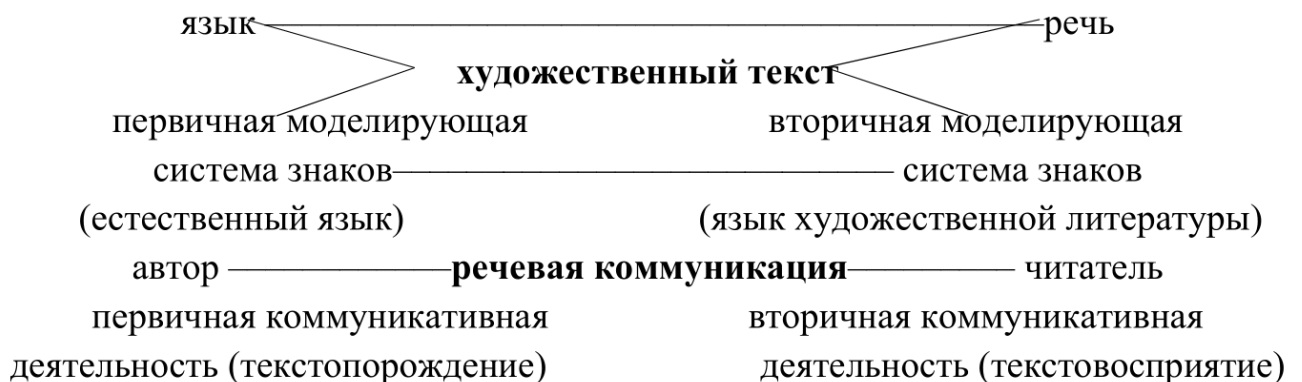 язык речь
художественный текст
первичная моделирующая вторичная моделирующая
система знаков система знаков
(естественный язык) (язык художественной литературы)
автор речевая коммуникация читатель
первичная коммуникативная вторичная коммуникативная
деятельность (текстопорождение) деятельность (текстовосприятие)